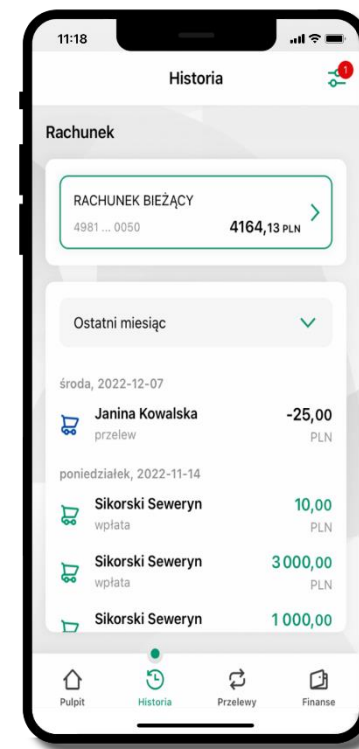 11:18
Historia
1
Rachunek
RACHUNEK BIEŻĄCY
4981 ... 0050
4164,13 PLN
Ostatni miesiąc
środa, 2022-12-07
Janina Kowalska -25,00
przelew PLN
poniedziałek, 2022-11-14
Sikorski Seweryn 10,00
wpłata PLN
Sikorski Seweryn 3 000,00
wpłata PLN
Sikorski Seweryn 1 000,00
Pulpit Historia Przelewy Finanse